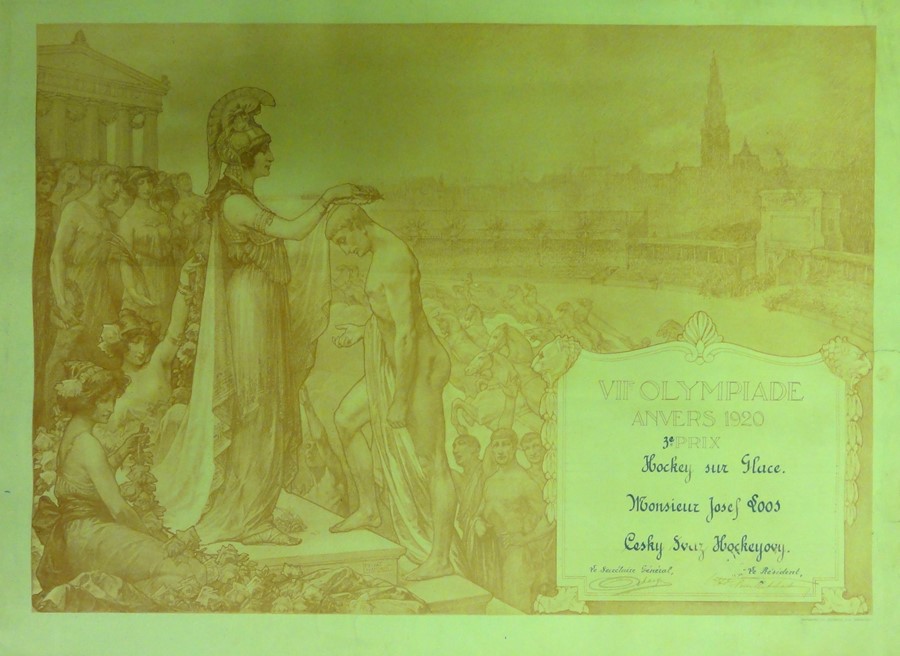 VIIe OLYMPIADE
ANVERS 1920
3e PRIX
Hockey sur Glace.
Monsieur Josef Loos
Cesky Svaz Hockeyovy.
Le Secrétaire Général, Le Président,